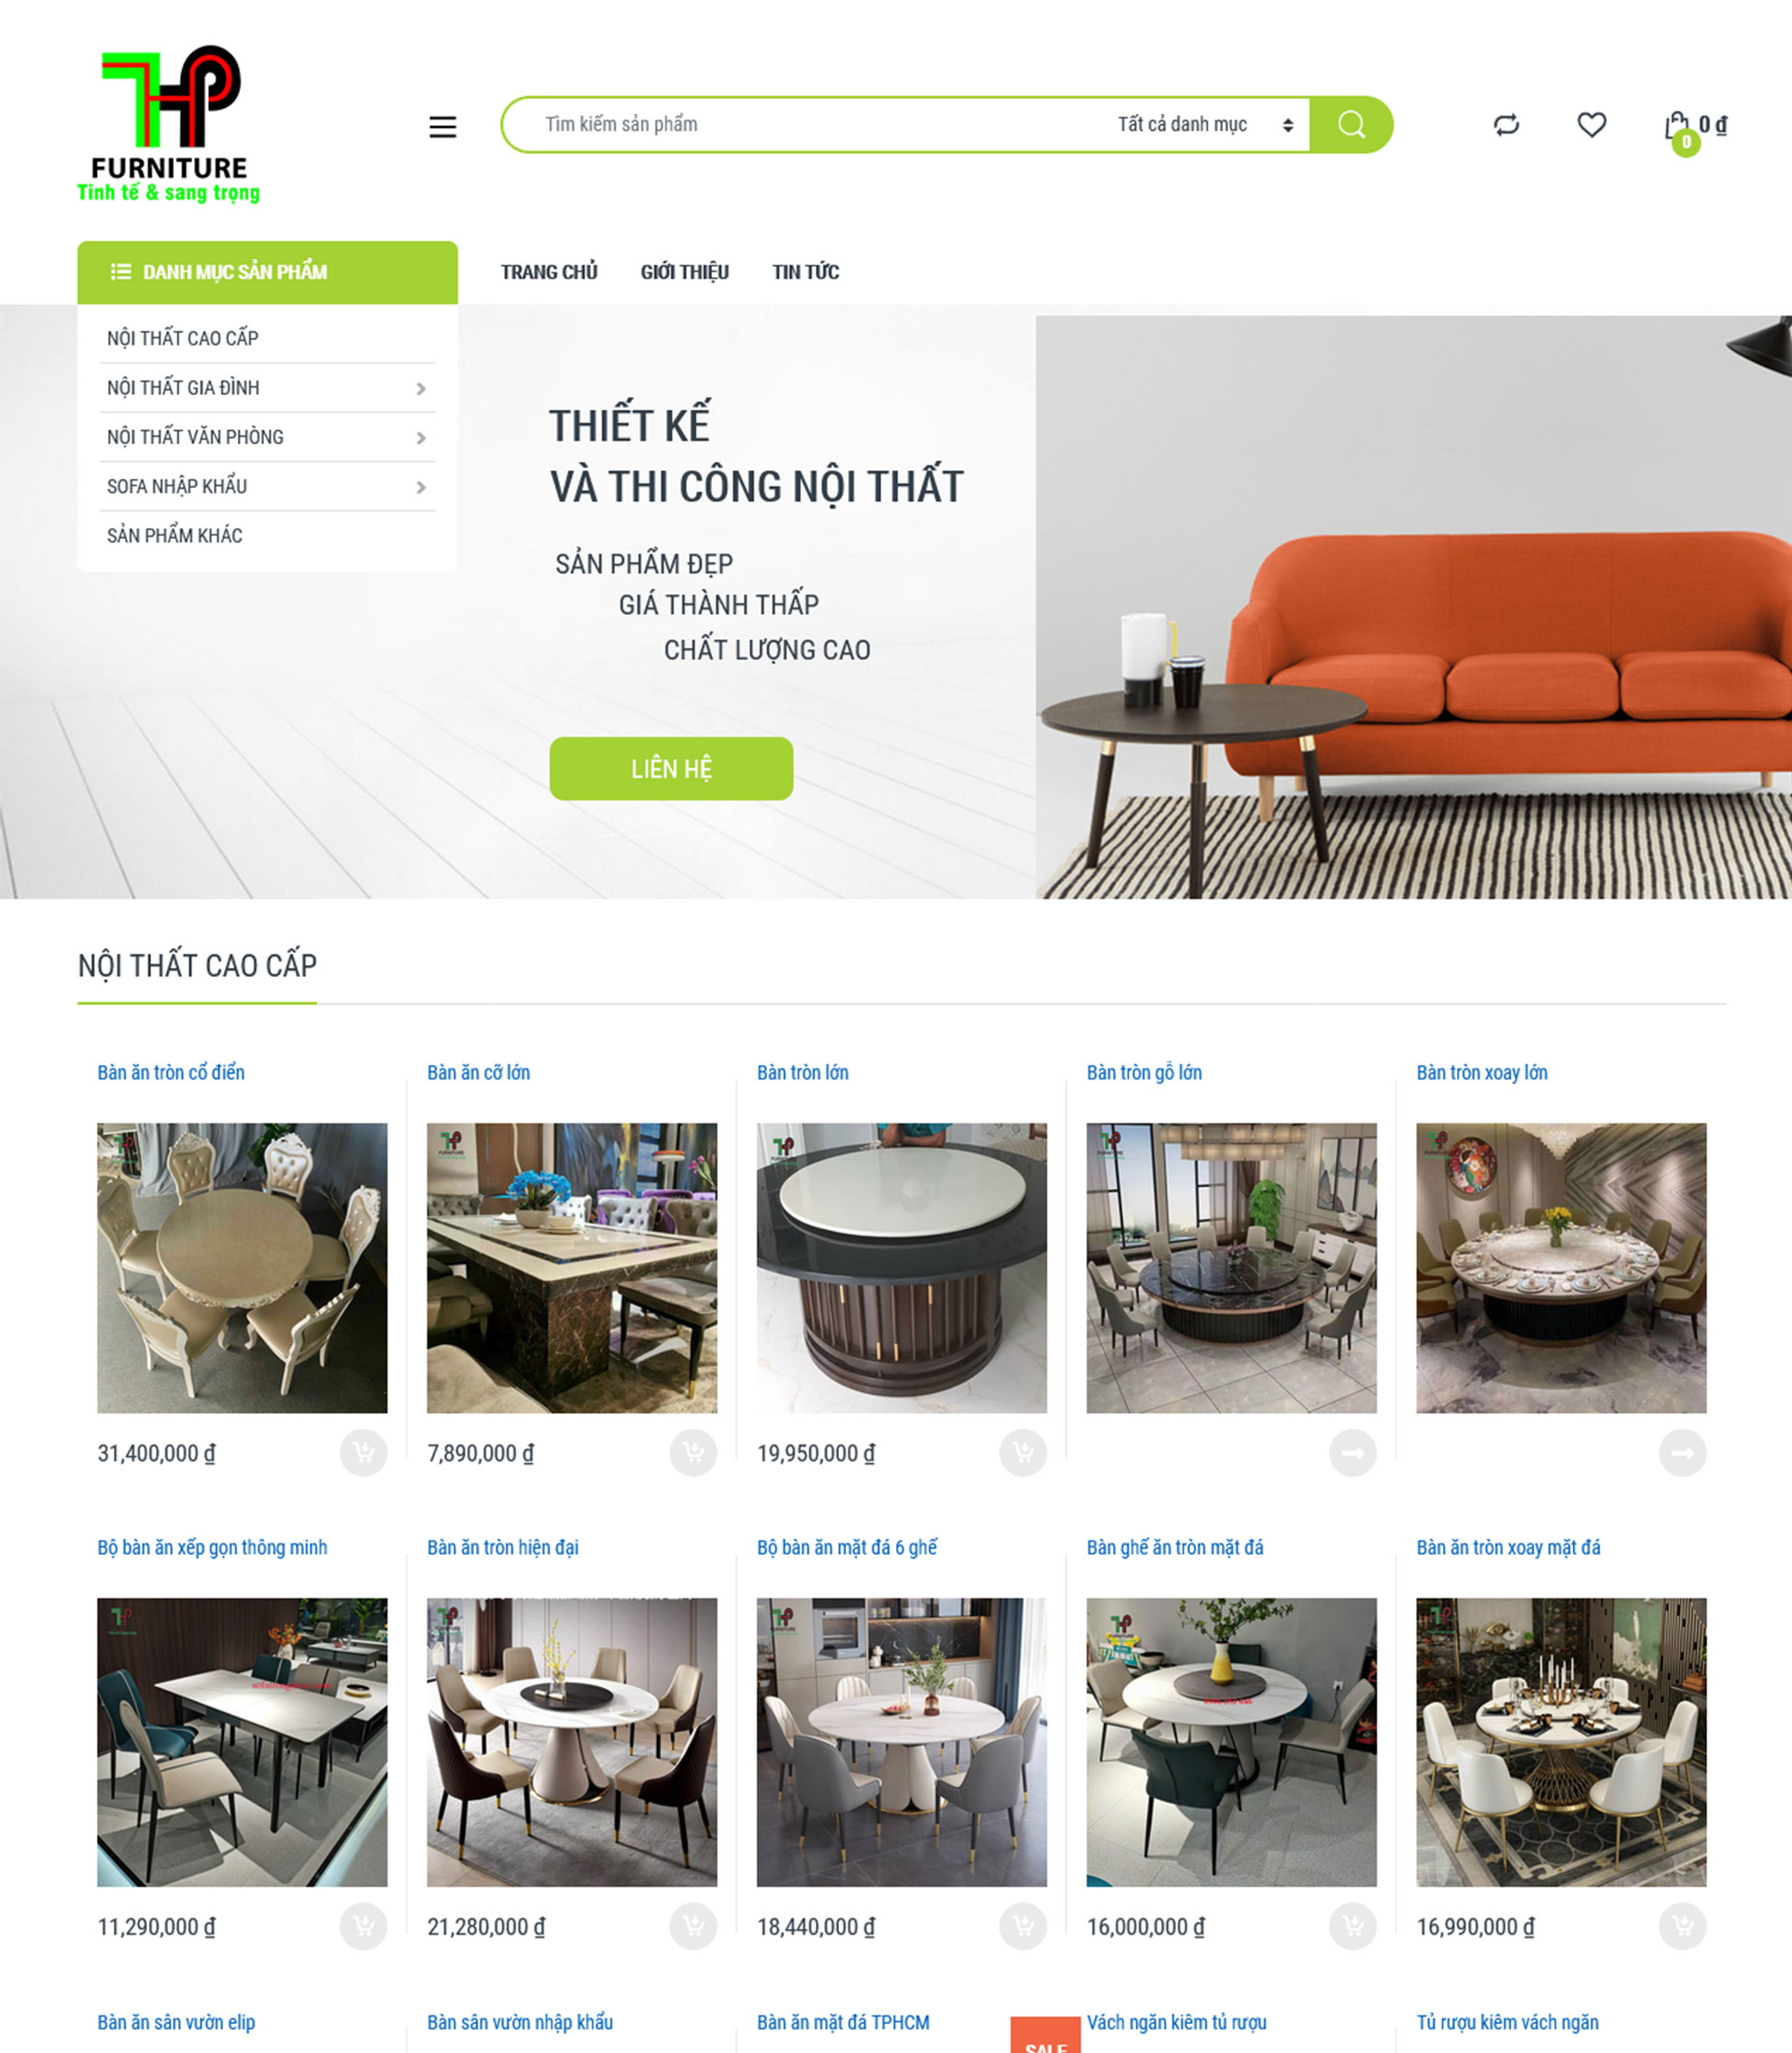 THP
FURNITURE
Tinh tế & sang trọng
Tìm kiếm sản phẩm
Tất cả danh mục
0
0 ₫
DANH MỤC SẢN PHẨM
TRANG CHỦ
GIỚI THIỆU
TIN TỨC
NỘI THẤT CAO CẤP
NỘI THẤT GIA ĐÌNH
NỘI THẤT VĂN PHÒNG
SOFA NHẬP KHẨU
SẢN PHẨM KHÁC
THIẾT KẾ
VÀ THI CÔNG NỘI THẤT
SẢN PHẨM ĐẸP
GIÁ THÀNH THẤP
CHẤT LƯỢNG CAO
LIÊN HỆ
NỘI THẤT CAO CẤP
Bàn ăn tròn cổ điển
Bàn ăn cỡ lớn
Bàn tròn lớn
Bàn tròn gỗ lớn
Bàn tròn xoay lớn
31,400,000 ₫
7,890,000 ₫
19,950,000 ₫
Bộ bàn ăn xếp gọn thông minh
Bàn ăn tròn hiện đại
Bộ bàn ăn mặt đá 6 ghế
Bàn ghế ăn tròn mặt đá
Bàn ăn tròn xoay mặt đá
11,290,000 ₫
21,280,000 ₫
18,440,000 ₫
16,000,000 ₫
16,990,000 ₫
Bàn ăn sân vườn elip
Bàn sân vườn nhập khẩu
Bàn ăn mặt đá TPHCM
SALE
Vách ngăn kiêm tủ rượu
Tủ rượu kiêm vách ngăn